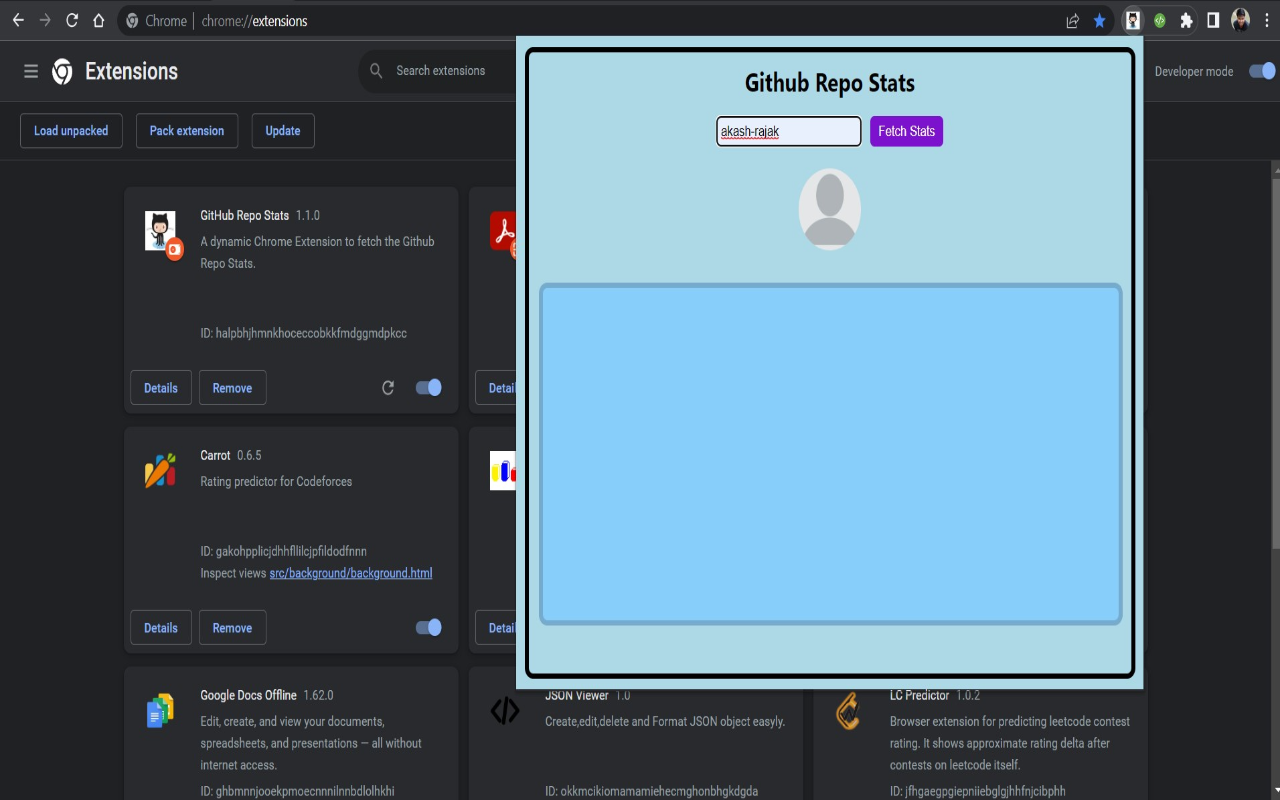 Chrome | chrome://extensions
Extensions
Search extensions
Developer mode
Load unpacked
Pack extension
Update
Github Repo Stats
akash-rajak
Fetch Stats
GitHub Repo Stats 1.1.0
A dynamic Chrome Extension to fetch the Github
Repo Stats.
ID: halpbhjhmnkhoceccobkkfmdggmdpkcc
Details
Remove
Carrot 0.6.5
Rating predictor for Codeforces
ID: gakohpplicjdhhfllilcjpfildodfnnn
Inspect views src/background/background.html
Details
Remove
Google Docs Offline 1.62.0
Edit, create, and view your documents,
spreadsheets, and presentations — all without
internet access.
ID: ghbmnnjooekpmoecnnnilnnbdlolhkhi
JSON Viewer 1.0
Create,edit,delete and Format JSON object easyly.
ID: okkmcikiomamamiehecmghonbhgkdgda
LC Predictor 1.0.2
Browser extension for predicting leetcode contest
rating. It shows approximate rating delta after
contests on leetcode itself.
ID: jfhgaegpgiepniiebglgjhhfnjcibphh